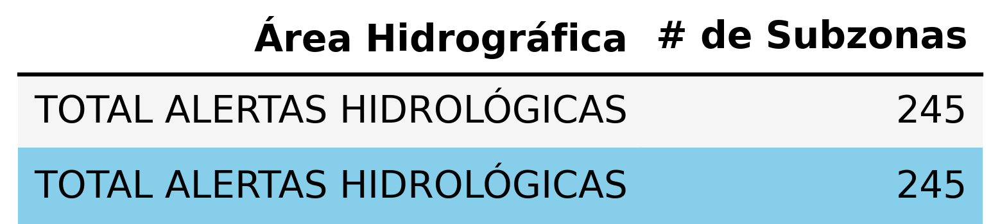 Área Hidrográfica # de Subzonas
TOTAL ALERTAS HIDROLÓGICAS 245
TOTAL ALERTAS HIDROLÓGICAS 245